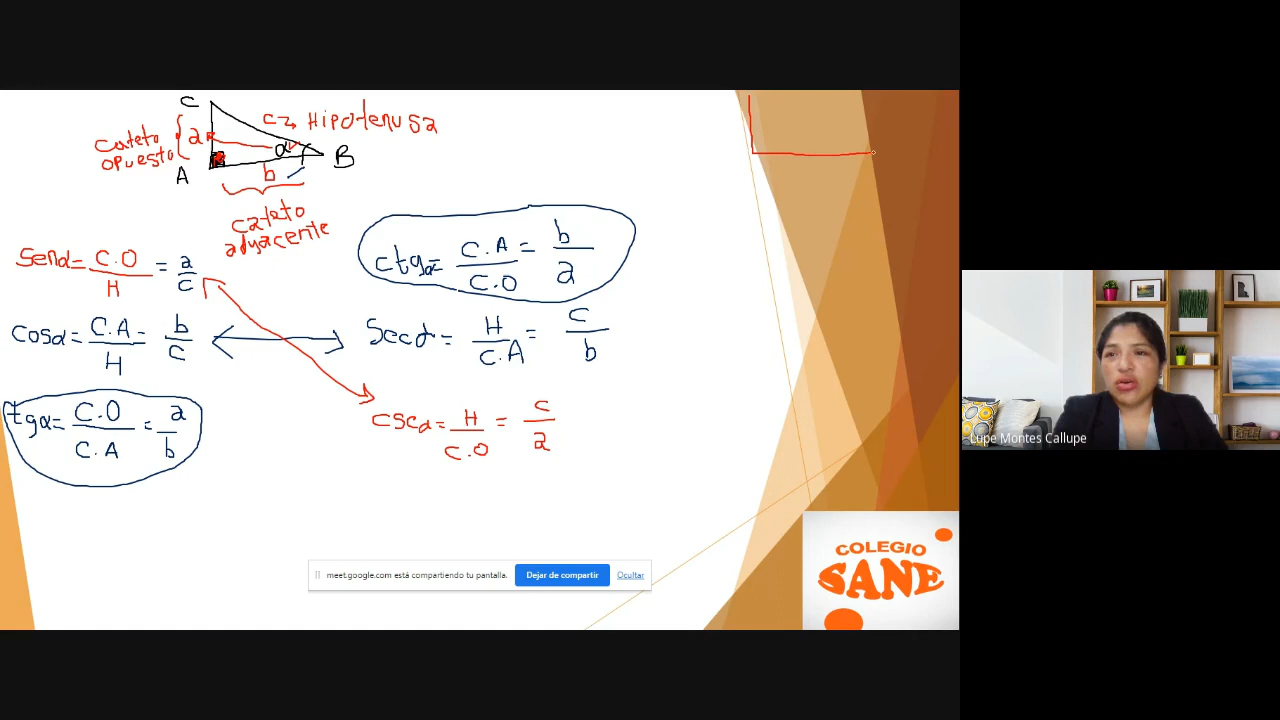 C
c → Hipotenusa
Cateto
opuesto
a
α
B
A
b
cateto
adyacente
senα = C.O / H = a / c
cosα = C.A / H = b / c
tgα = C.O / C.A = a / b
ctgα = C.A / C.O = b / a
secα = H / C.A = c / b
cscα = H / C.O = c / a
meet.google.com está compartiendo tu pantalla.
Dejar de compartir
Ocultar
COLEGIO
SANE
Lupe Montes Callupe